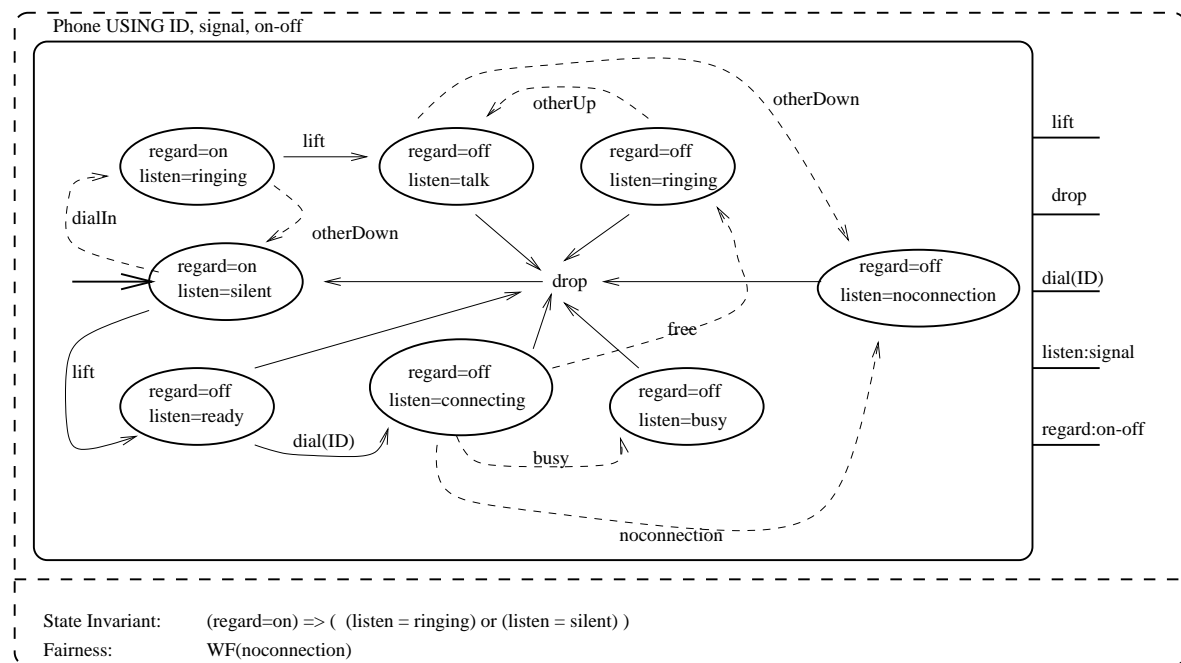 Phone USING ID, signal, on-off
otherUp
otherDown
lift
regard=on
listen=ringing
lift
regard=off
listen=talk
regard=off
listen=ringing
drop
dialIn
otherDown
regard=on
listen=silent
drop
regard=off
listen=noconnection
dial(ID)
free
lift
regard=off
listen=ready
regard=off
listen=connecting
regard=off
listen=busy
listen:signal
dial(ID)
busy
regard:on-off
noconnection
State Invariant: (regard=on) => ( (listen = ringing) or (listen = silent) )
Fairness: WF(noconnection)